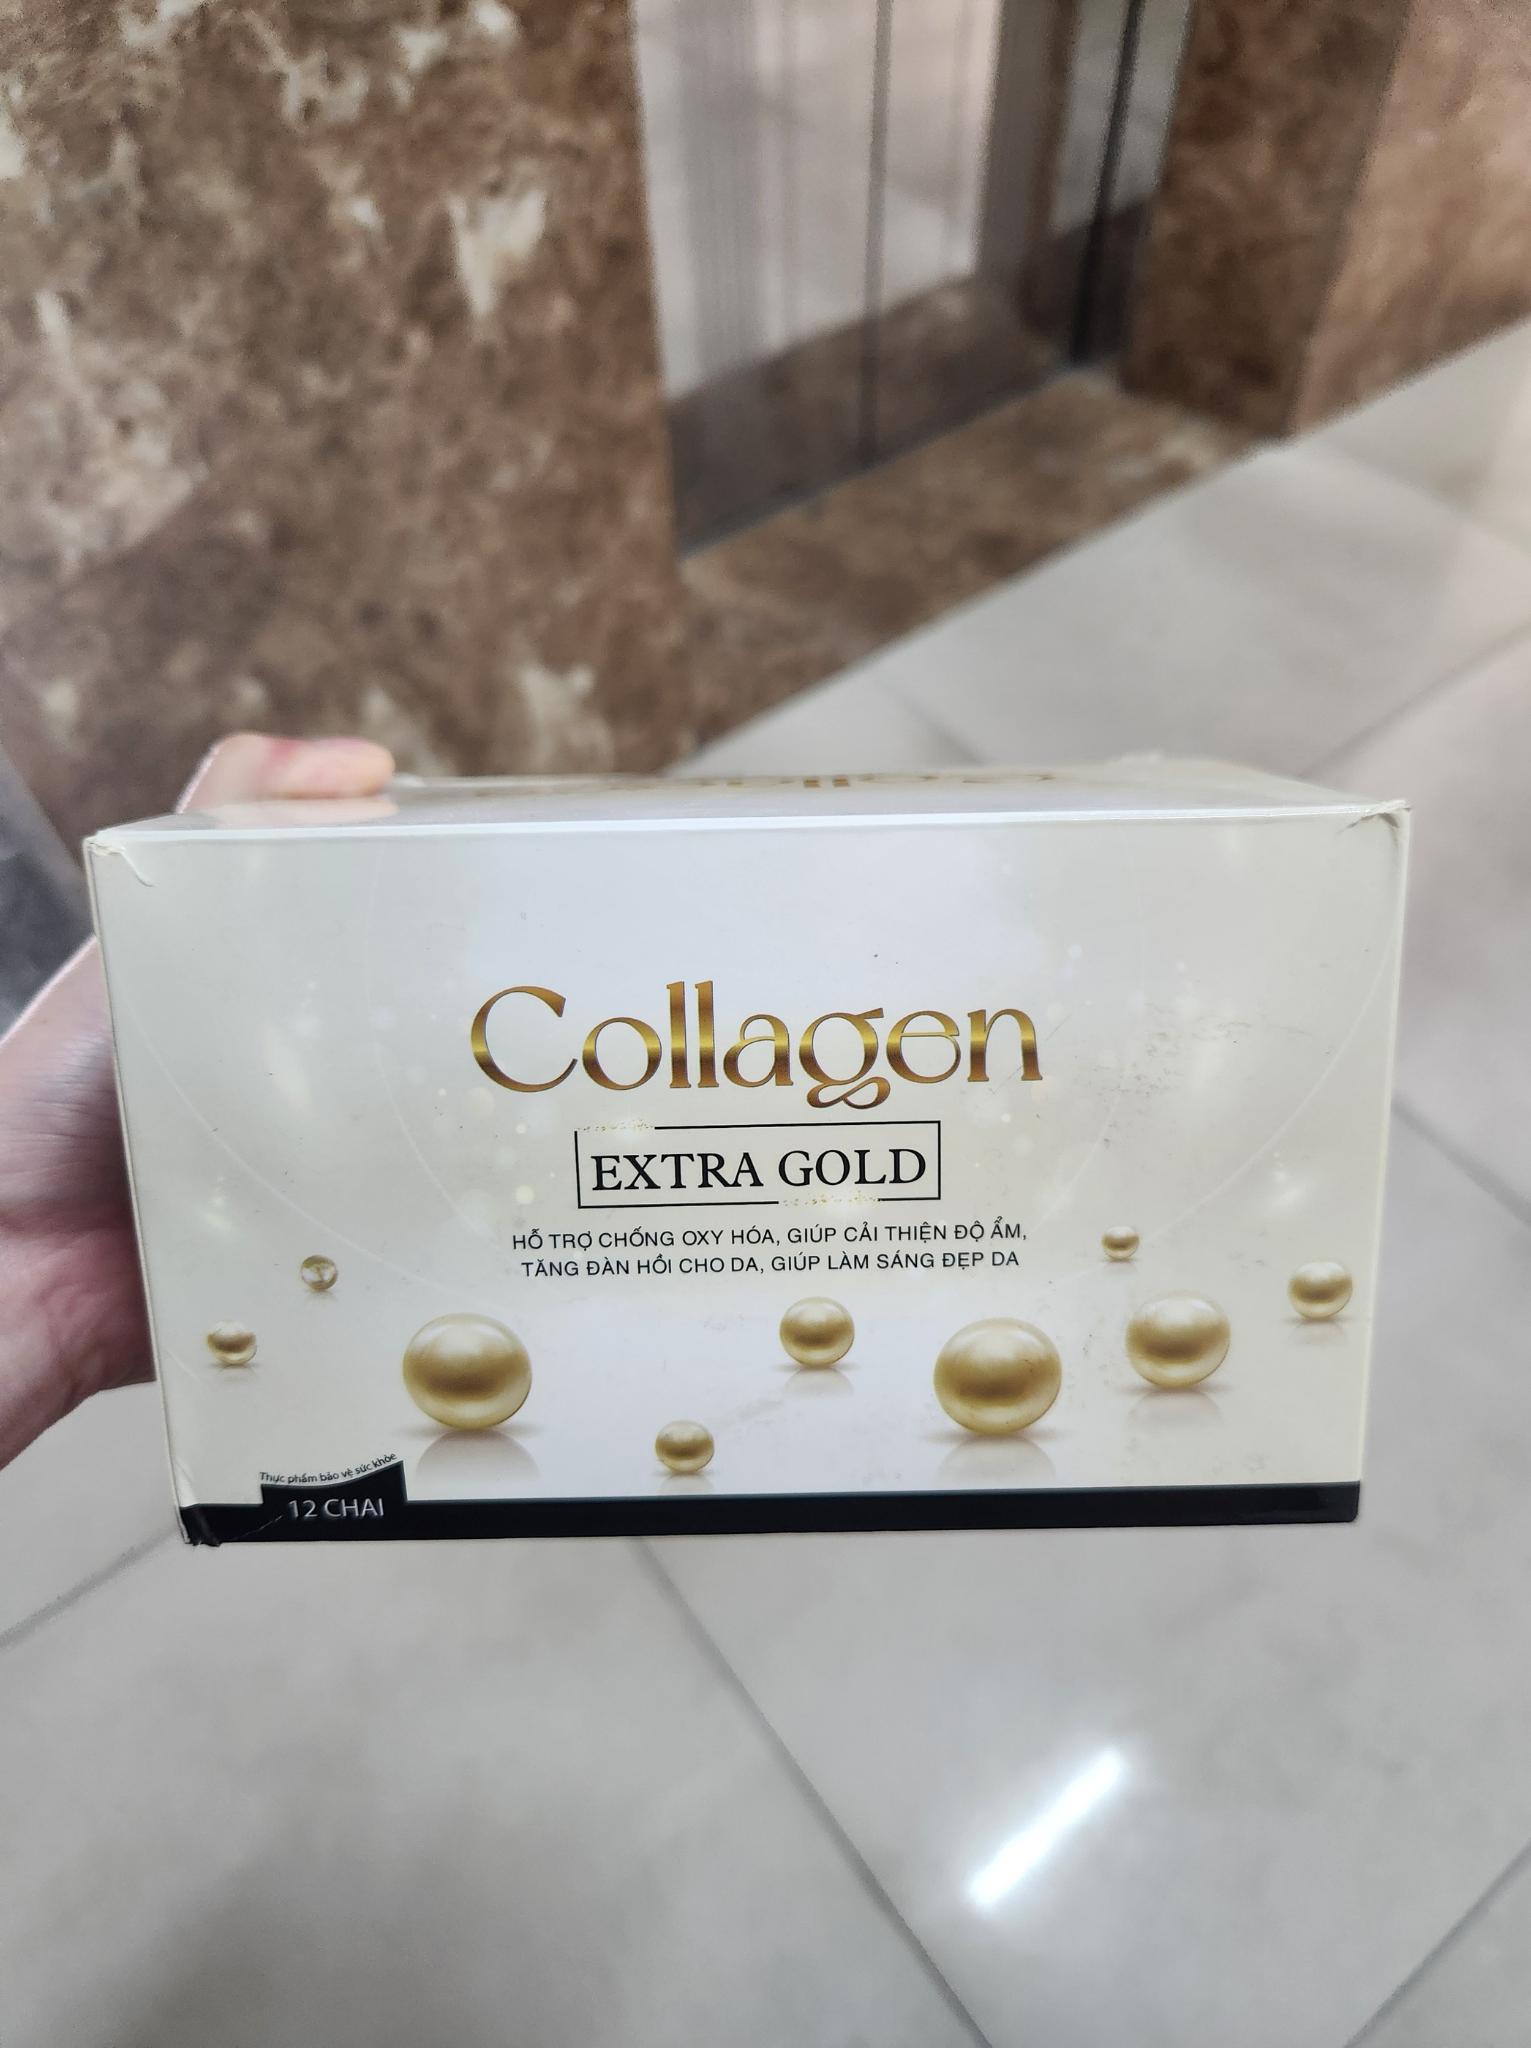 Collagen
EXTRA GOLD
HỖ TRỢ CHỐNG OXY HÓA, GIÚP CẢI THIỆN ĐỘ ẨM,
TĂNG ĐÀN HỒI CHO DA, GIÚP LÀM SÁNG ĐẸP DA
Thực phẩm bảo vệ sức khỏe
12 CHAI